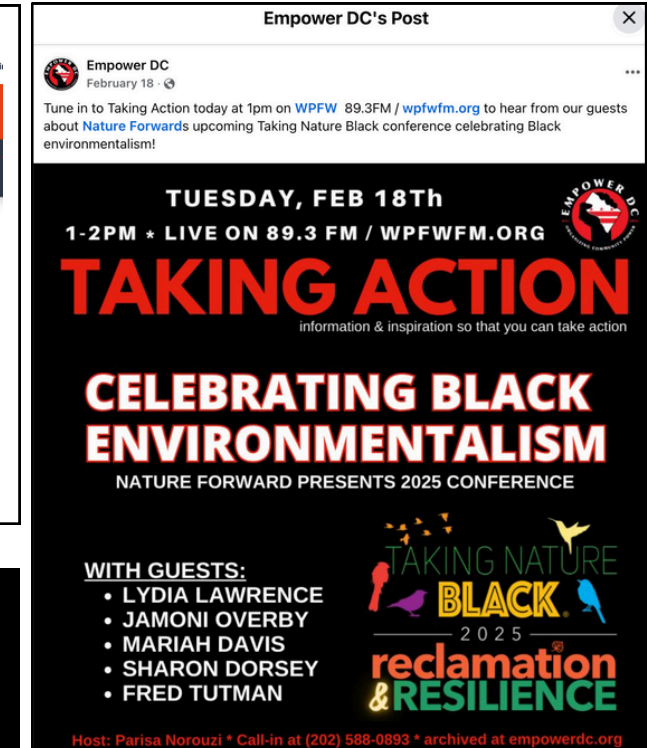 Empower DC's Post
Empower DC
February 18
Tune in to Taking Action today at 1pm on WPFW 89.3FM / wpfwfm.org to hear from our guests
about Nature Forwards upcoming Taking Nature Black conference celebrating Black
environmentalism!
TUESDAY, FEB 18Th
EMPOWER DC
ORGANIZING COMMUNITY POWER
1-2PM * LIVE ON 89.3 FM / WPFWFM.ORG
TAKING ACTION
information & inspiration so that you can take action
CELEBRATING BLACK
ENVIRONMENTALISM
NATURE FORWARD PRESENTS 2025 CONFERENCE
WITH GUESTS:
• LYDIA LAWRENCE
• JAMONI OVERBY
• MARIAH DAVIS
• SHARON DORSEY
• FRED TUTMAN
TAKING NATURE
BLACK®
2025
reclamation
& RESILIENCE
Host: Parisa Norouzi * Call-in at (202) 588-0893 * archived at empowerdc.org